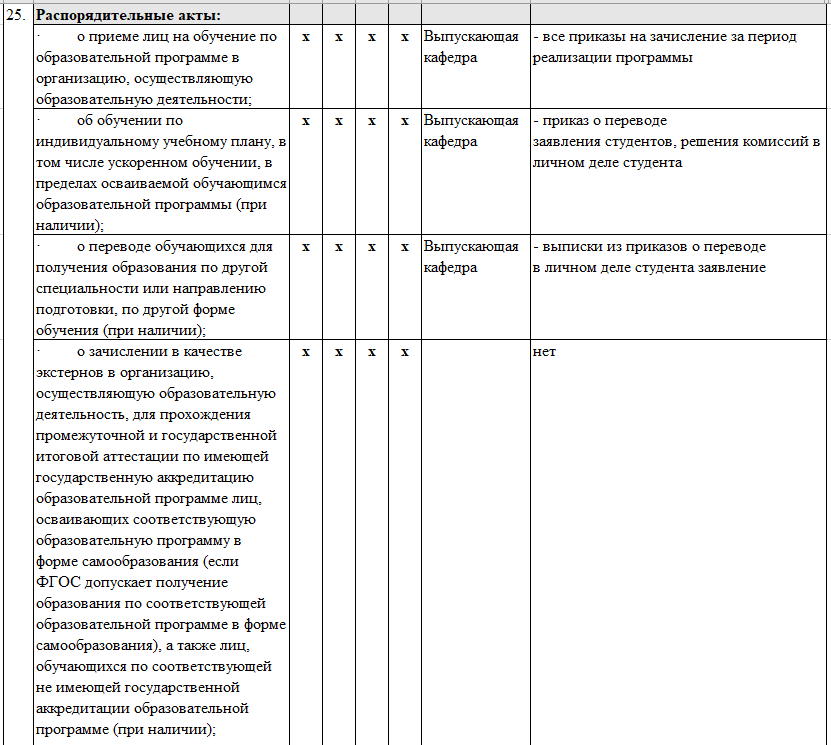 25. Распорядительные акты:
· о приеме лиц на обучение по
образовательной программе в
организацию, осуществляющую
образовательную деятельности;
x x x x
Выпускающая
кафедра
- все приказы на зачисление за период
реализации программы
· об обучении по
индивидуальному учебному плану, в
том числе ускоренном обучении, в
пределах осваиваемой обучающимся
образовательной программы (при
наличии);
x x x x
Выпускающая
кафедра
- приказ о переводе
заявления студентов, решения комиссий в
личном деле студента
· о переводе обучающихся для
получения образования по другой
специальности или направлению
подготовки, по другой форме
обучения (при наличии);
x x x x
Выпускающая
кафедра
- выписки из приказов о переводе
в личном деле студента заявление
· о зачислении в качестве
экстернов в организацию,
осуществляющую образовательную
деятельность, для прохождения
промежуточной и государственной
итоговой аттестации по имеющей
государственную аккредитацию
образовательной программе лиц,
осваивающих соответствующую
образовательную программу в
форме самообразования (если
ФГОС допускает получение
образования по соответствующей
образовательной программе в форме
самообразования), а также лиц,
обучающихся по соответствующей
не имеющей государственной
аккредитации образовательной
программе (при наличии);
x x x x
нет